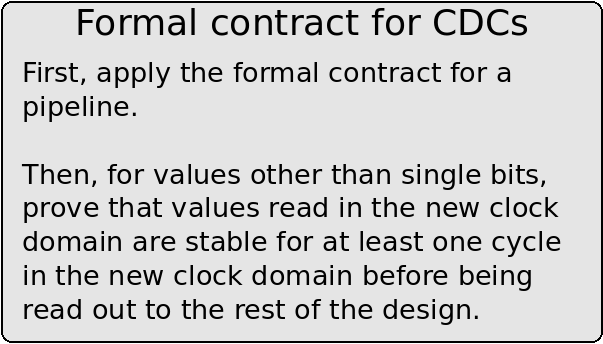 Formal contract for CDCs
First, apply the formal contract for a
pipeline.
Then, for values other than single bits,
prove that values read in the new clock
domain are stable for at least one cycle
in the new clock domain before being
read out to the rest of the design.